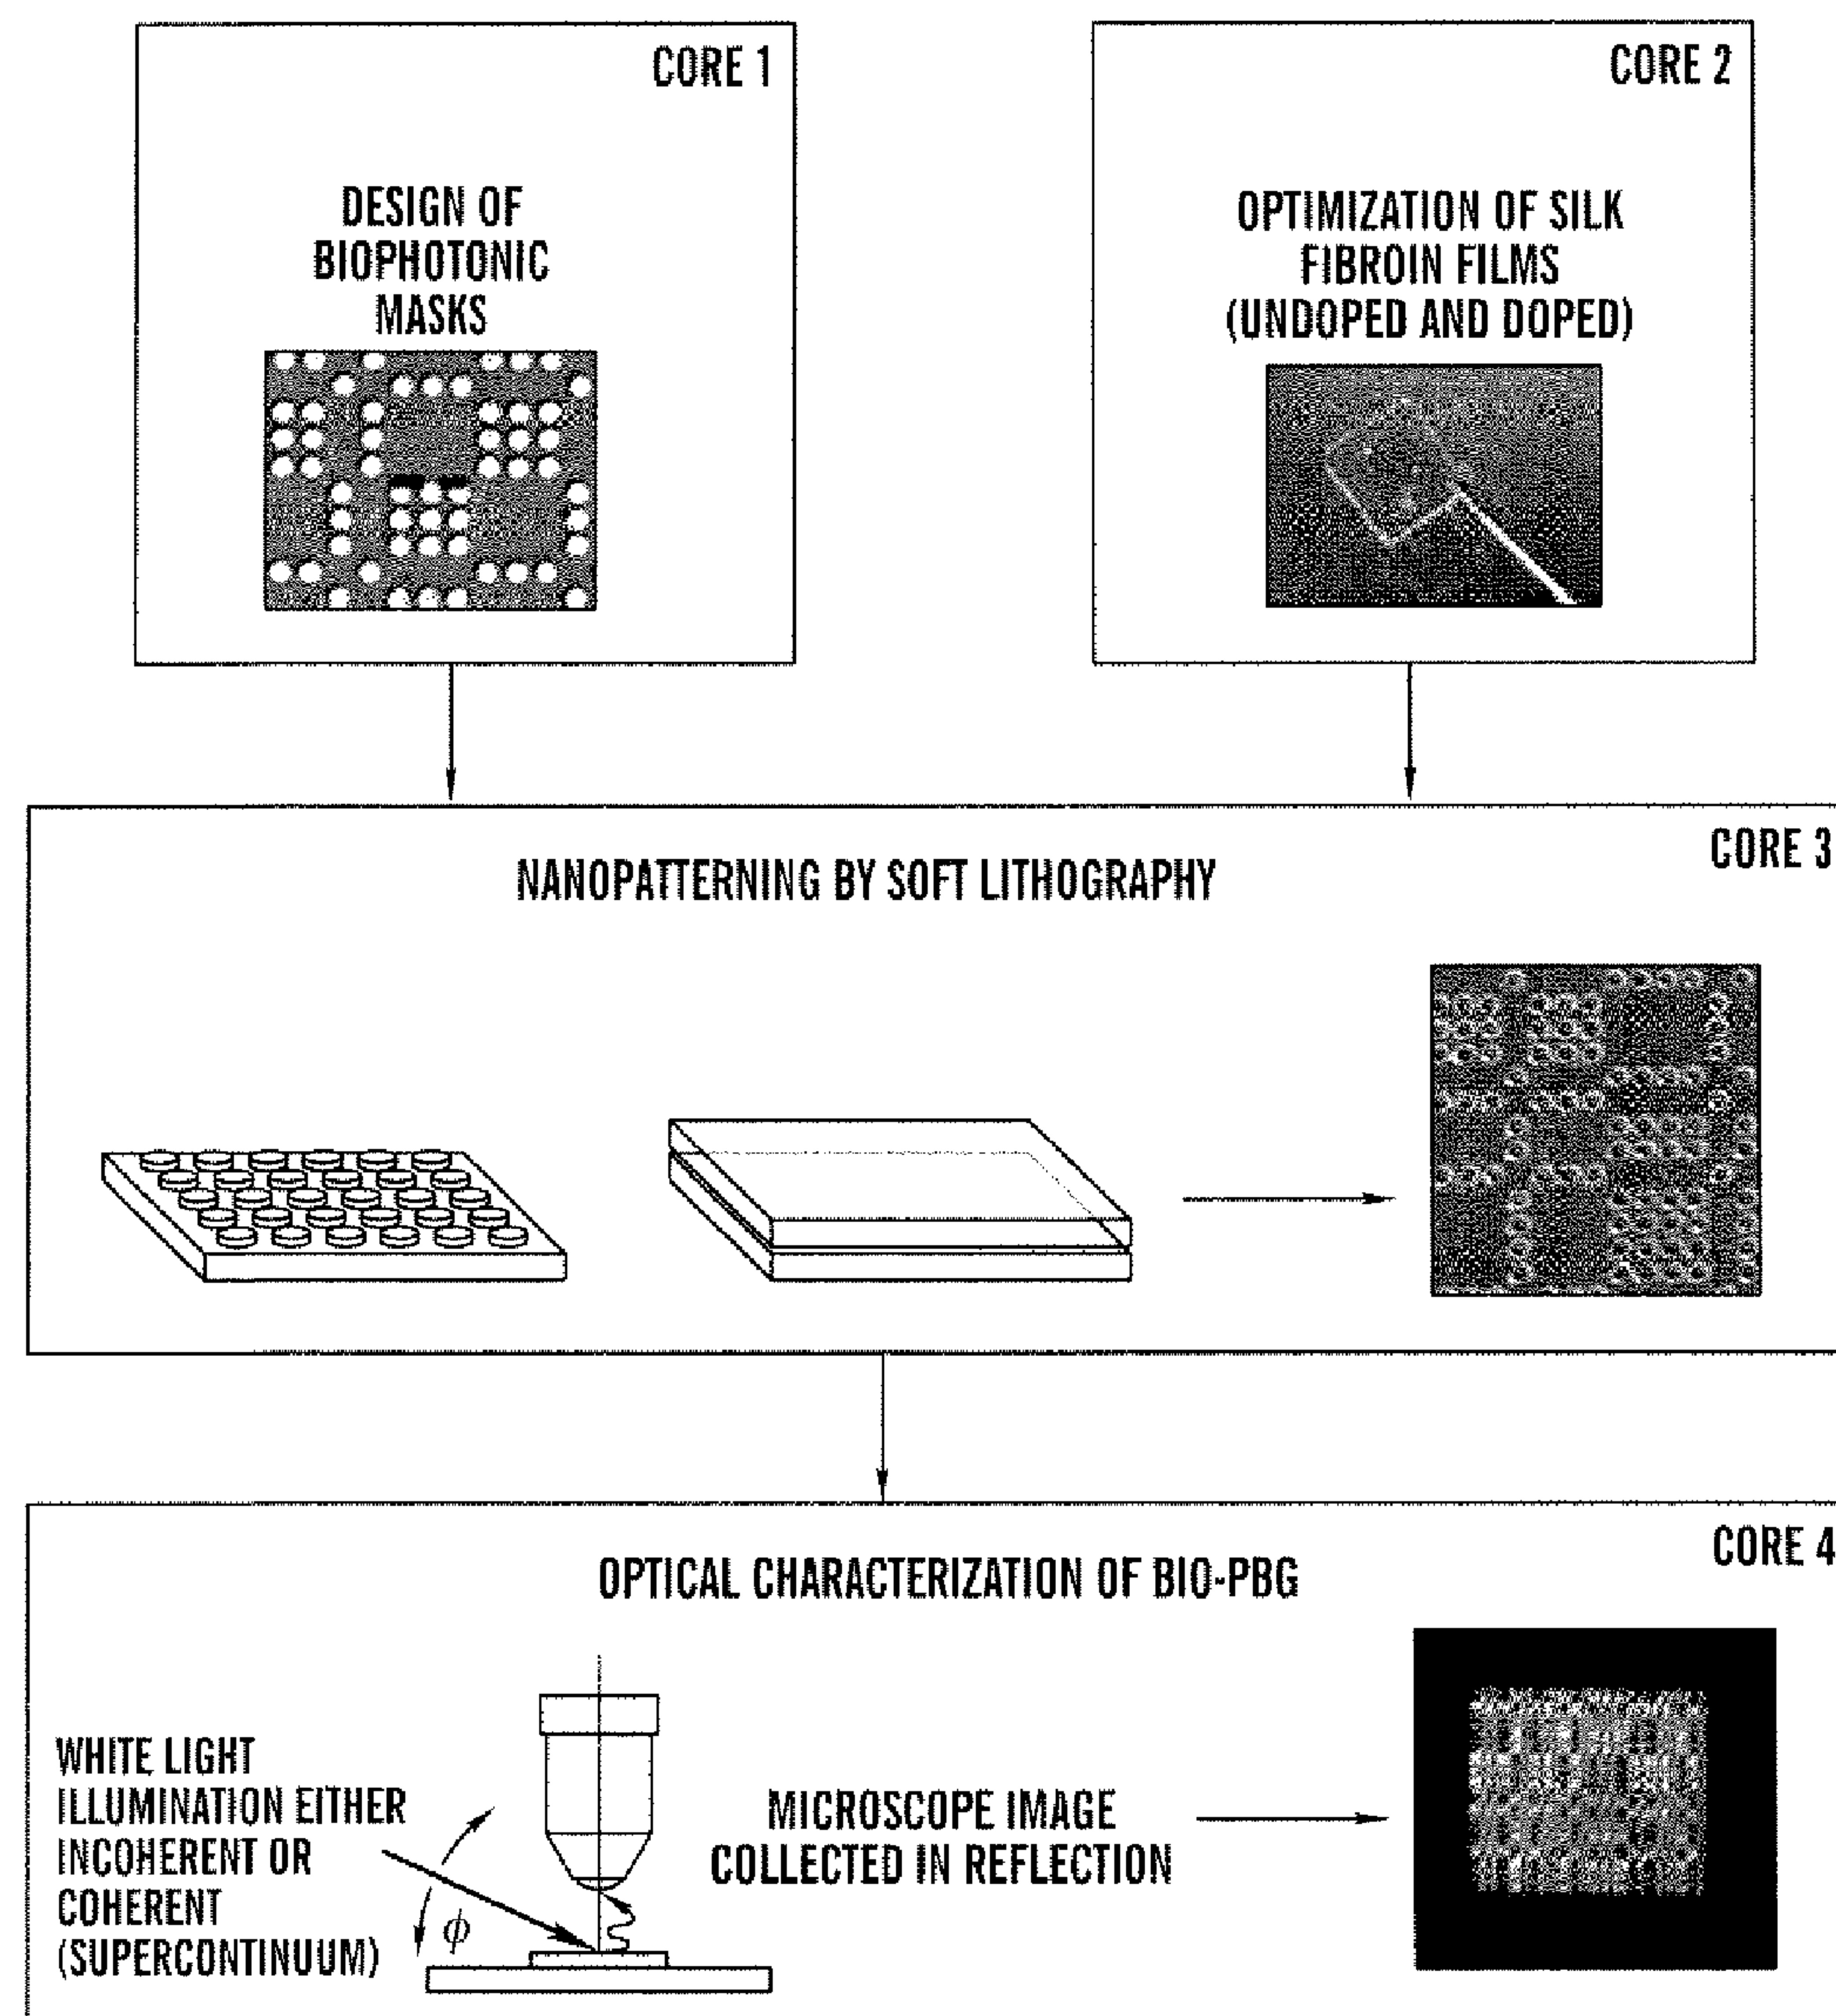 CORE 1
DESIGN OF
BIOPHOTONIC
MASKS
CORE 2
OPTIMIZATION OF SILK
FIBROIN FILMS
(UNDOPED AND DOPED)
CORE 3
NANOPATTERNING BY SOFT LITHOGRAPHY
CORE 4
OPTICAL CHARACTERIZATION OF BIO-PBG
WHITE LIGHT
ILLUMINATION EITHER
INCOHERENT OR
COHERENT
(SUPERCONTINUUM)
ϕ
MICROSCOPE IMAGE
COLLECTED IN REFLECTION